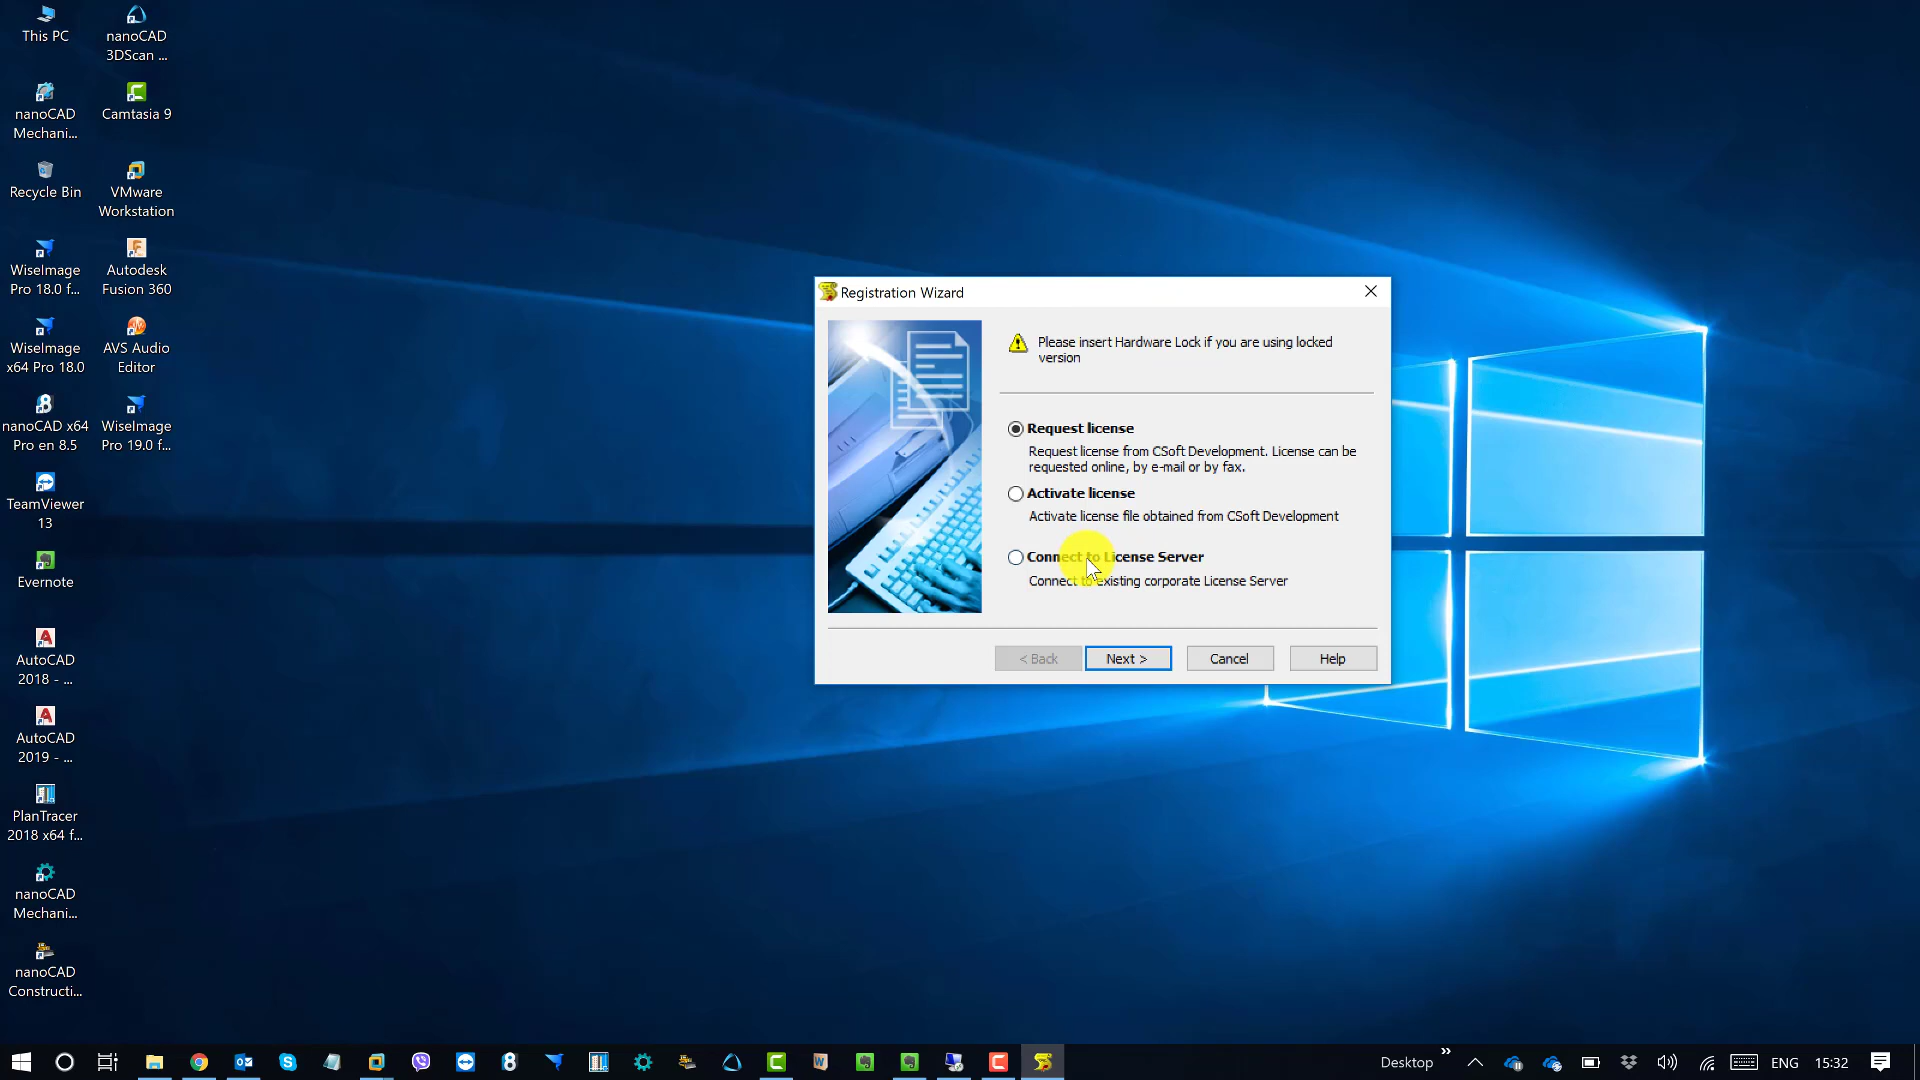 This PC
nanoCAD
3DScan ...
nanoCAD
Mechani...
Camtasia 9
Recycle Bin
VMware
Workstation
WiseImage
Pro 18.0 f...
Autodesk
Fusion 360
WiseImage
x64 Pro 18.0
AVS Audio
Editor
nanoCAD x64
Pro en 8.5
WiseImage
Pro 19.0 f...
TeamViewer
13
Evernote
AutoCAD
2018 - ...
AutoCAD
2019 - ...
PlanTracer
2018 x64 f...
nanoCAD
Mechani...
nanoCAD
Constructi...
Registration Wizard
Please insert Hardware Lock if you are using locked
version
Request license
Request license from CSoft Development. License can be
requested online, by e-mail or by fax.
Activate license
Activate license file obtained from CSoft Development
Connect to License Server
Connect to existing corporate License Server
< Back
Next >
Cancel
Help
Desktop
ENG
15:32